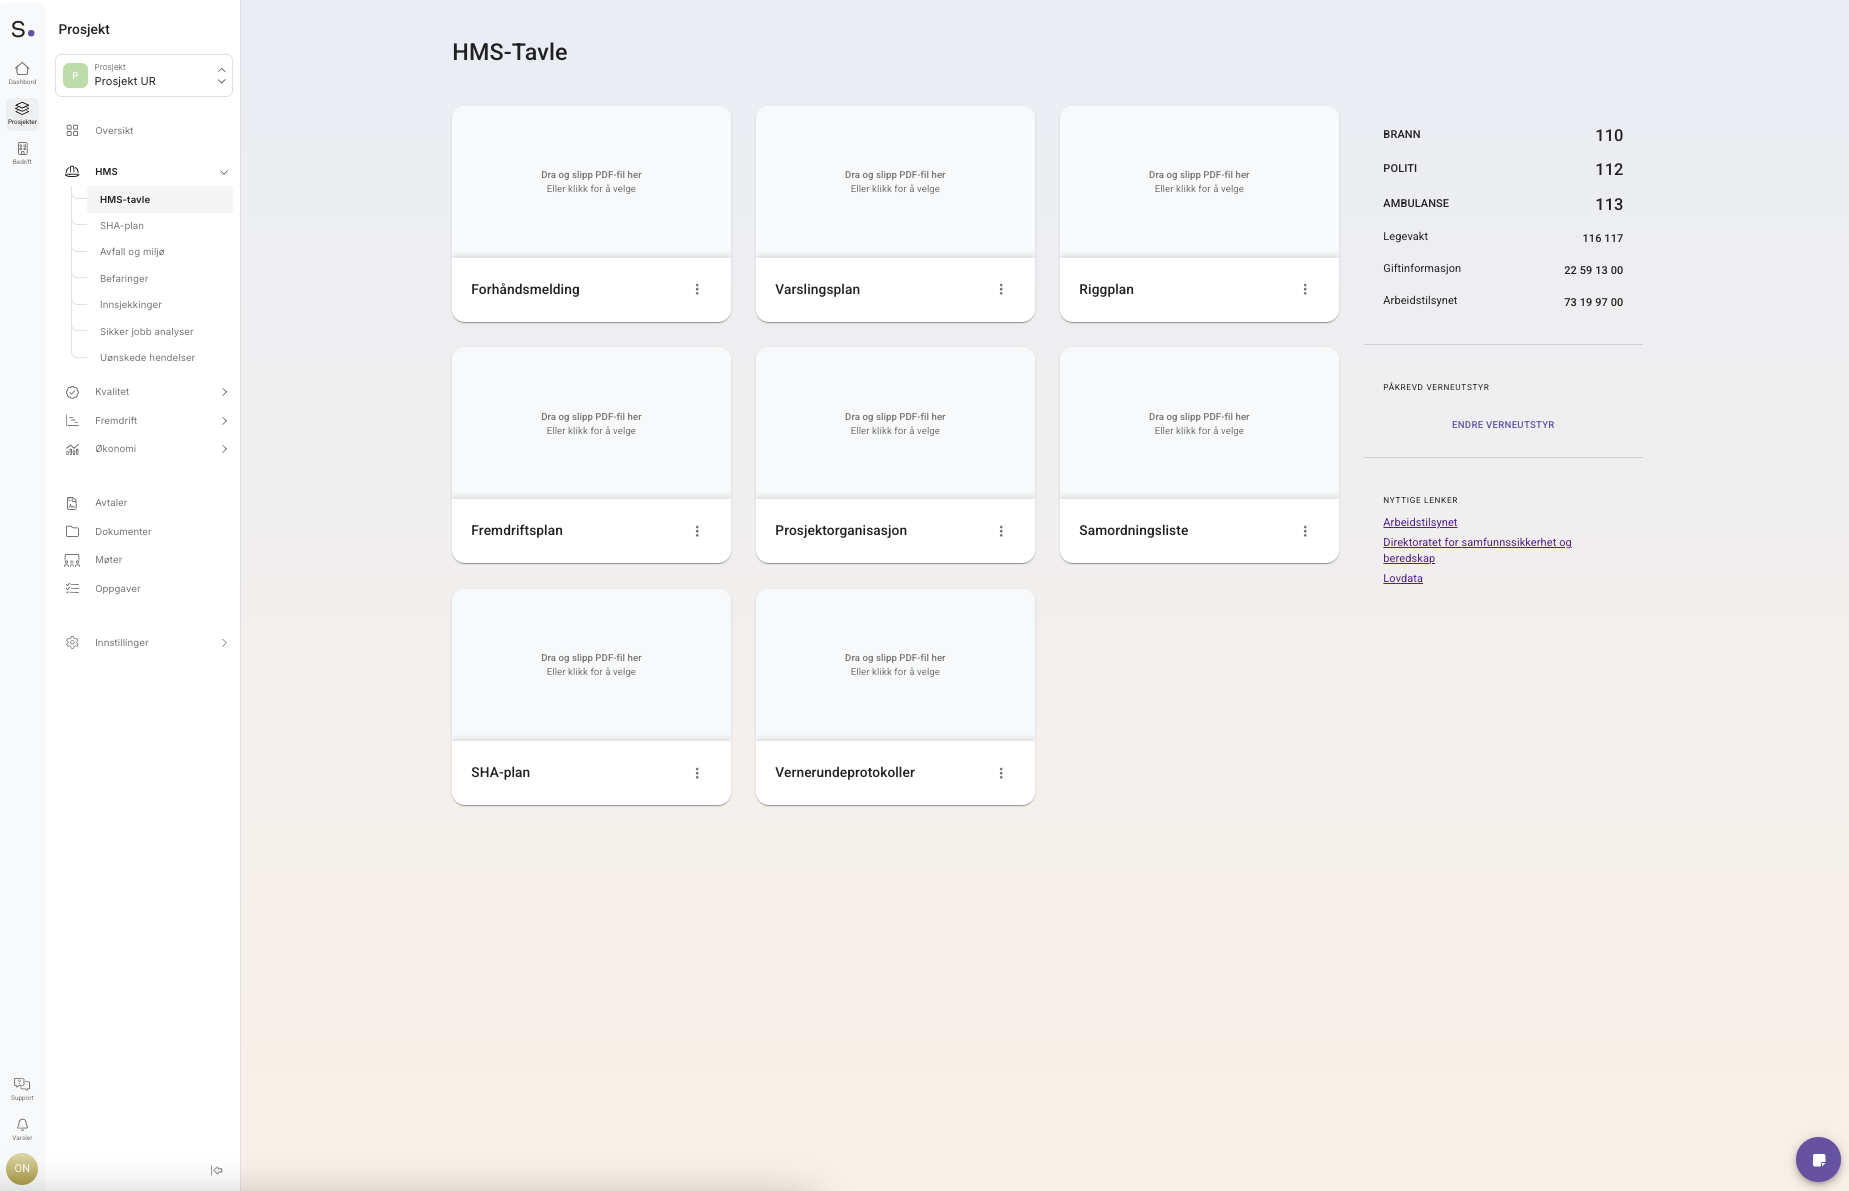 S.
Dashbord
Prosjekter
Bedrift
Prosjekt
P
Prosjekt
Prosjekt UR
Oversikt
HMS
HMS-tavle
SHA-plan
Avfall og miljø
Befaringer
Innsjekkinger
Sikker jobb analyser
Uønskede hendelser
Kvalitet
Fremdrift
Økonomi
Avtaler
Dokumenter
Møter
Oppgaver
Innstillinger
Support
Varsler
ON
HMS-Tavle
Dra og slipp PDF-fil her
Eller klikk for å velge
Forhåndsmelding
Dra og slipp PDF-fil her
Eller klikk for å velge
Varslingsplan
Dra og slipp PDF-fil her
Eller klikk for å velge
Riggplan
Dra og slipp PDF-fil her
Eller klikk for å velge
Fremdriftsplan
Dra og slipp PDF-fil her
Eller klikk for å velge
Prosjektorganisasjon
Dra og slipp PDF-fil her
Eller klikk for å velge
Samordningsliste
Dra og slipp PDF-fil her
Eller klikk for å velge
SHA-plan
Dra og slipp PDF-fil her
Eller klikk for å velge
Vernerundeprotokoller
BRANN 110
POLITI 112
AMBULANSE 113
Legevakt 116 117
Giftinformasjon 22 59 13 00
Arbeidstilsynet 73 19 97 00
PÅKREVD VERNEUTSTYR
ENDRE VERNEUTSTYR
NYTTIGE LENKER
Arbeidstilsynet
Direktoratet for samfunnssikkerhet og
beredskap
Lovdata